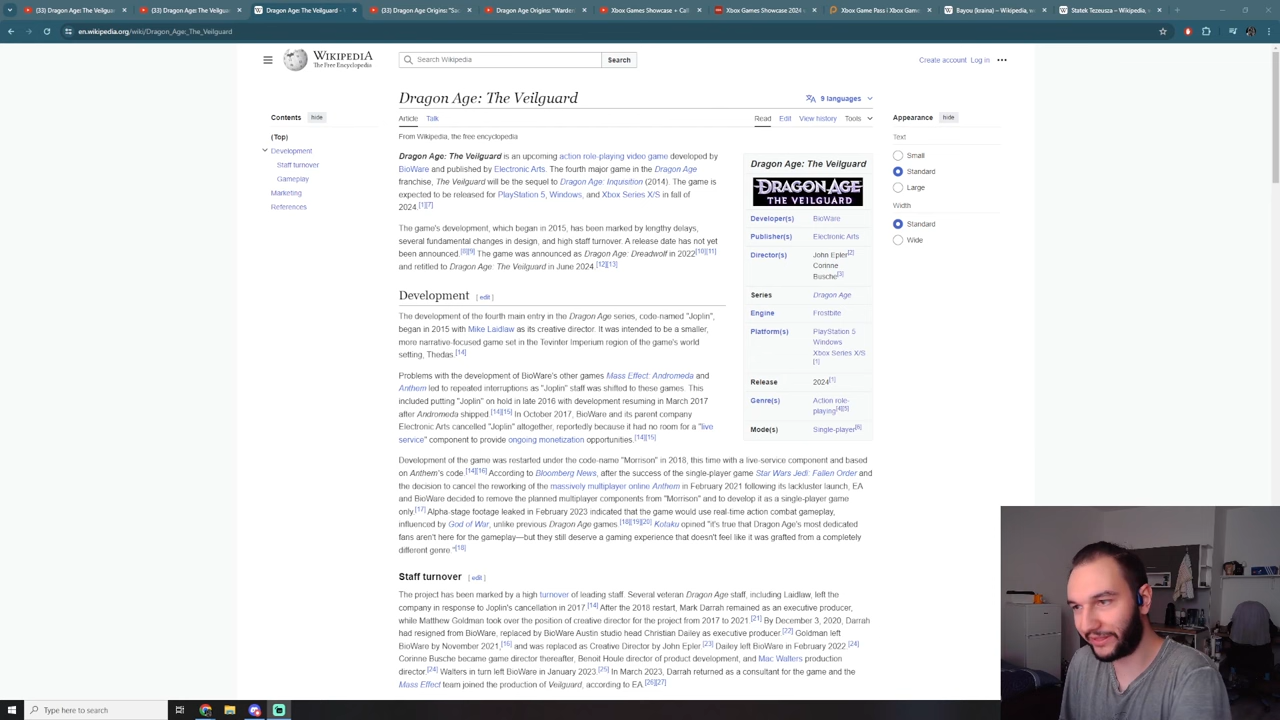 (33) Dragon Age: The Veilguard
(33) Dragon Age: The Veilguard
Dragon Age: The Veilguard - 
(33) Dragon Age Origins: "Sac
Dragon Age Origins: "Warden
Xbox Games Showcase + Call
Xbox Games Showcase 2024 -
Xbox Game Pass i Xbox Game
Bayou (kraina) – Wikipedia, w
Statek Tezeusza – Wikipedia,
en.wikipedia.org/wiki/Dragon_Age:_The_Veilguard
WIKIPEDIA
The Free Encyclopedia
Search Wikipedia
Search
Create account
Log in
Contents
hide
(Top)
Development
Staff turnover
Gameplay
Marketing
References
Dragon Age: The Veilguard
9 languages
Article
Talk
Read
Edit
View history
Tools
From Wikipedia, the free encyclopedia
Dragon Age: The Veilguard is an upcoming action role-playing video game developed by
BioWare and published by Electronic Arts. The fourth major game in the Dragon Age
franchise, The Veilguard will be the sequel to Dragon Age: Inquisition (2014). The game is
expected to be released for PlayStation 5, Windows, and Xbox Series X/S in fall of
2024.[1][7]
The game's development, which began in 2015, has been marked by lengthy delays,
several fundamental changes in design, and high staff turnover. A release date has not yet
been announced.[8][9] The game was announced as Dragon Age: Dreadwolf in 2022[10][11]
and retitled to Dragon Age: The Veilguard in June 2024.[12][13]
Development
[ edit ]
The development of the fourth main entry in the Dragon Age series, code-named "Joplin",
began in 2015 with Mike Laidlaw as its creative director. It was intended to be a smaller,
more narrative-focused game set in the Tevinter Imperium region of the game's world
setting, Thedas.[14]
Problems with the development of BioWare's other games Mass Effect: Andromeda and
Anthem led to repeated interruptions as "Joplin" staff was shifted to these games. This
included putting "Joplin" on hold in late 2016 with development resuming in March 2017
after Andromeda shipped.[14][15] In October 2017, BioWare and its parent company
Electronic Arts cancelled "Joplin" altogether, reportedly because it had no room for a "live
service" component to provide ongoing monetization opportunities.[14][15]
Development of the game was restarted under the code-name "Morrison" in 2018, this time with a live-service component and based
on Anthem's code.[14][16] According to Bloomberg News, after the success of the single-player game Star Wars Jedi: Fallen Order and
the decision to cancel the reworking of the massively multiplayer online Anthem in February 2021 following its lackluster launch, EA
and BioWare decided to remove the planned multiplayer components from "Morrison" and to develop it as a single-player game
only.[17] Alpha-stage footage leaked in February 2023 indicated that the game would use real-time action combat gameplay,
influenced by God of War, unlike previous Dragon Age games.[18][19][20] Kotaku opined "it's true that Dragon Age's most dedicated
fans aren't here for the gameplay—but they still deserve a gaming experience that doesn't feel like it was grafted from a completely
different genre."[18]
Staff turnover
[ edit ]
The project has been marked by a high turnover of leading staff. Several veteran Dragon Age staff, including Laidlaw, left the
company in response to Joplin's cancellation in 2017.[14] After the 2018 restart, Mark Darrah remained as an executive producer,
while Matthew Goldman took over the position of creative director for the project from 2017 to 2021.[21] By December 3, 2020, Darrah
had resigned from BioWare, replaced by BioWare Austin studio head Christian Dailey as executive producer.[22] Goldman left
BioWare by November 2021,[16] and was replaced as Creative Director by John Epler.[23] Dailey left BioWare in February 2022.[24]
Corinne Busche became game director thereafter, Benoit Houle director of product development, and Mac Walters production
director.[24] Walters in turn left BioWare in January 2023.[25] In March 2023, Darrah returned as a consultant for the game and the
Mass Effect team joined the production of Veilguard, according to EA.[26][27]
Dragon Age: The Veilguard
DRAGON AGE
THE VEILGUARD
Developer(s)
BioWare
Publisher(s)
Electronic Arts
Director(s)
John Epler[2]
Corinne
Busche[3]
Series
Dragon Age
Engine
Frostbite
Platform(s)
PlayStation 5
Windows
Xbox Series X/S
[1]
Release
2024[1]
Genre(s)
Action role-
playing[4][5]
Mode(s)
Single-player[6]
Appearance
hide
Text
Small
Standard
Large
Width
Standard
Wide
Type here to search